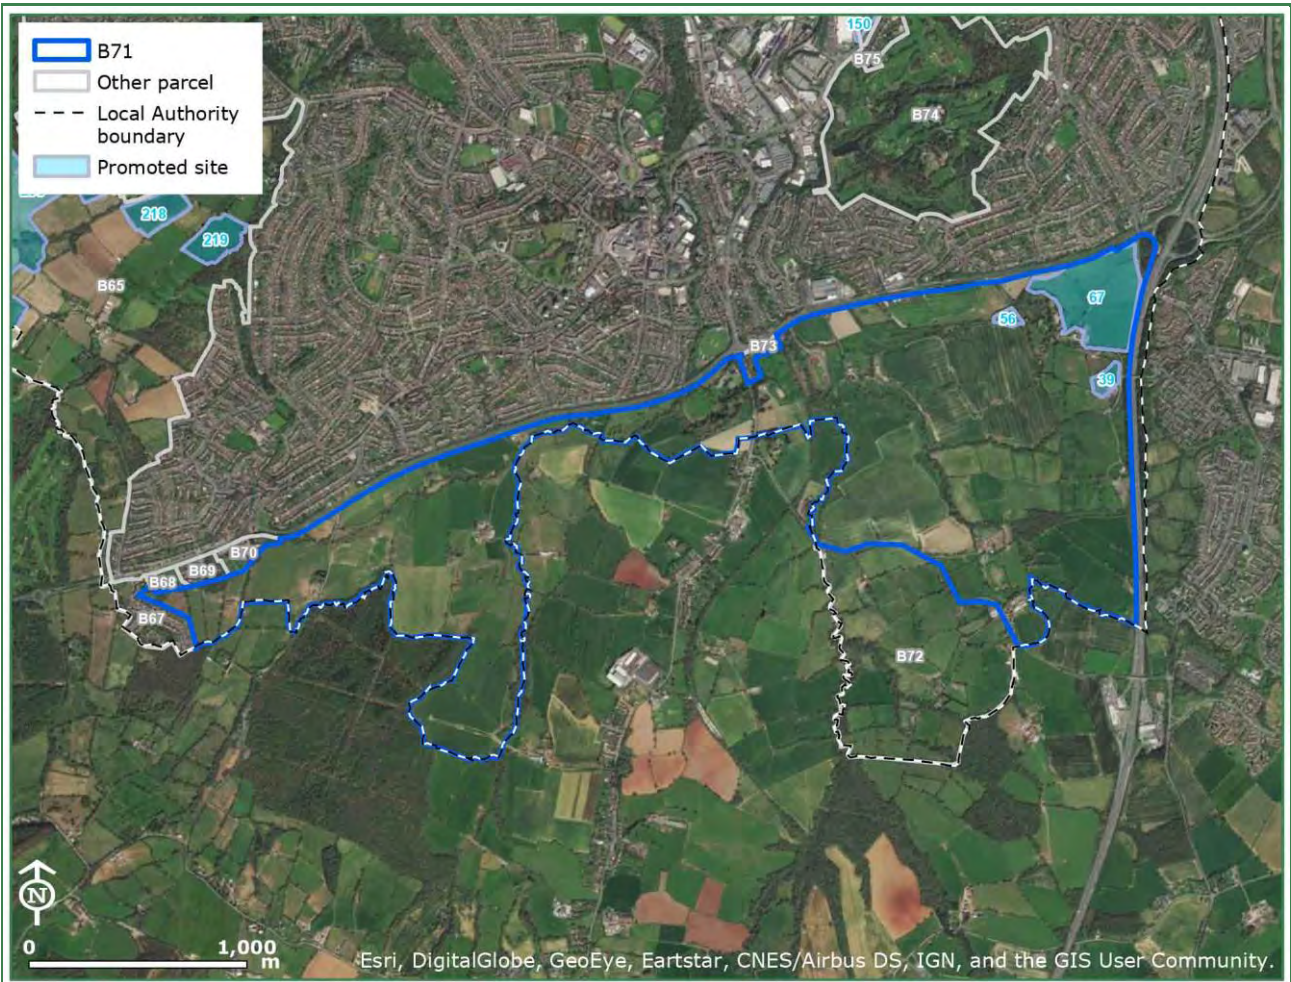 B71
Other parcel
Local Authority
boundary
Promoted site
150
B75
B74
218
219
B65
67
56
B73
39
B70
B69
B68
B67
B72
N
0 1,000
m
Esri, DigitalGlobe, GeoEye, Eartstar, CNES/Airbus DS, IGN, and the GIS User Community.